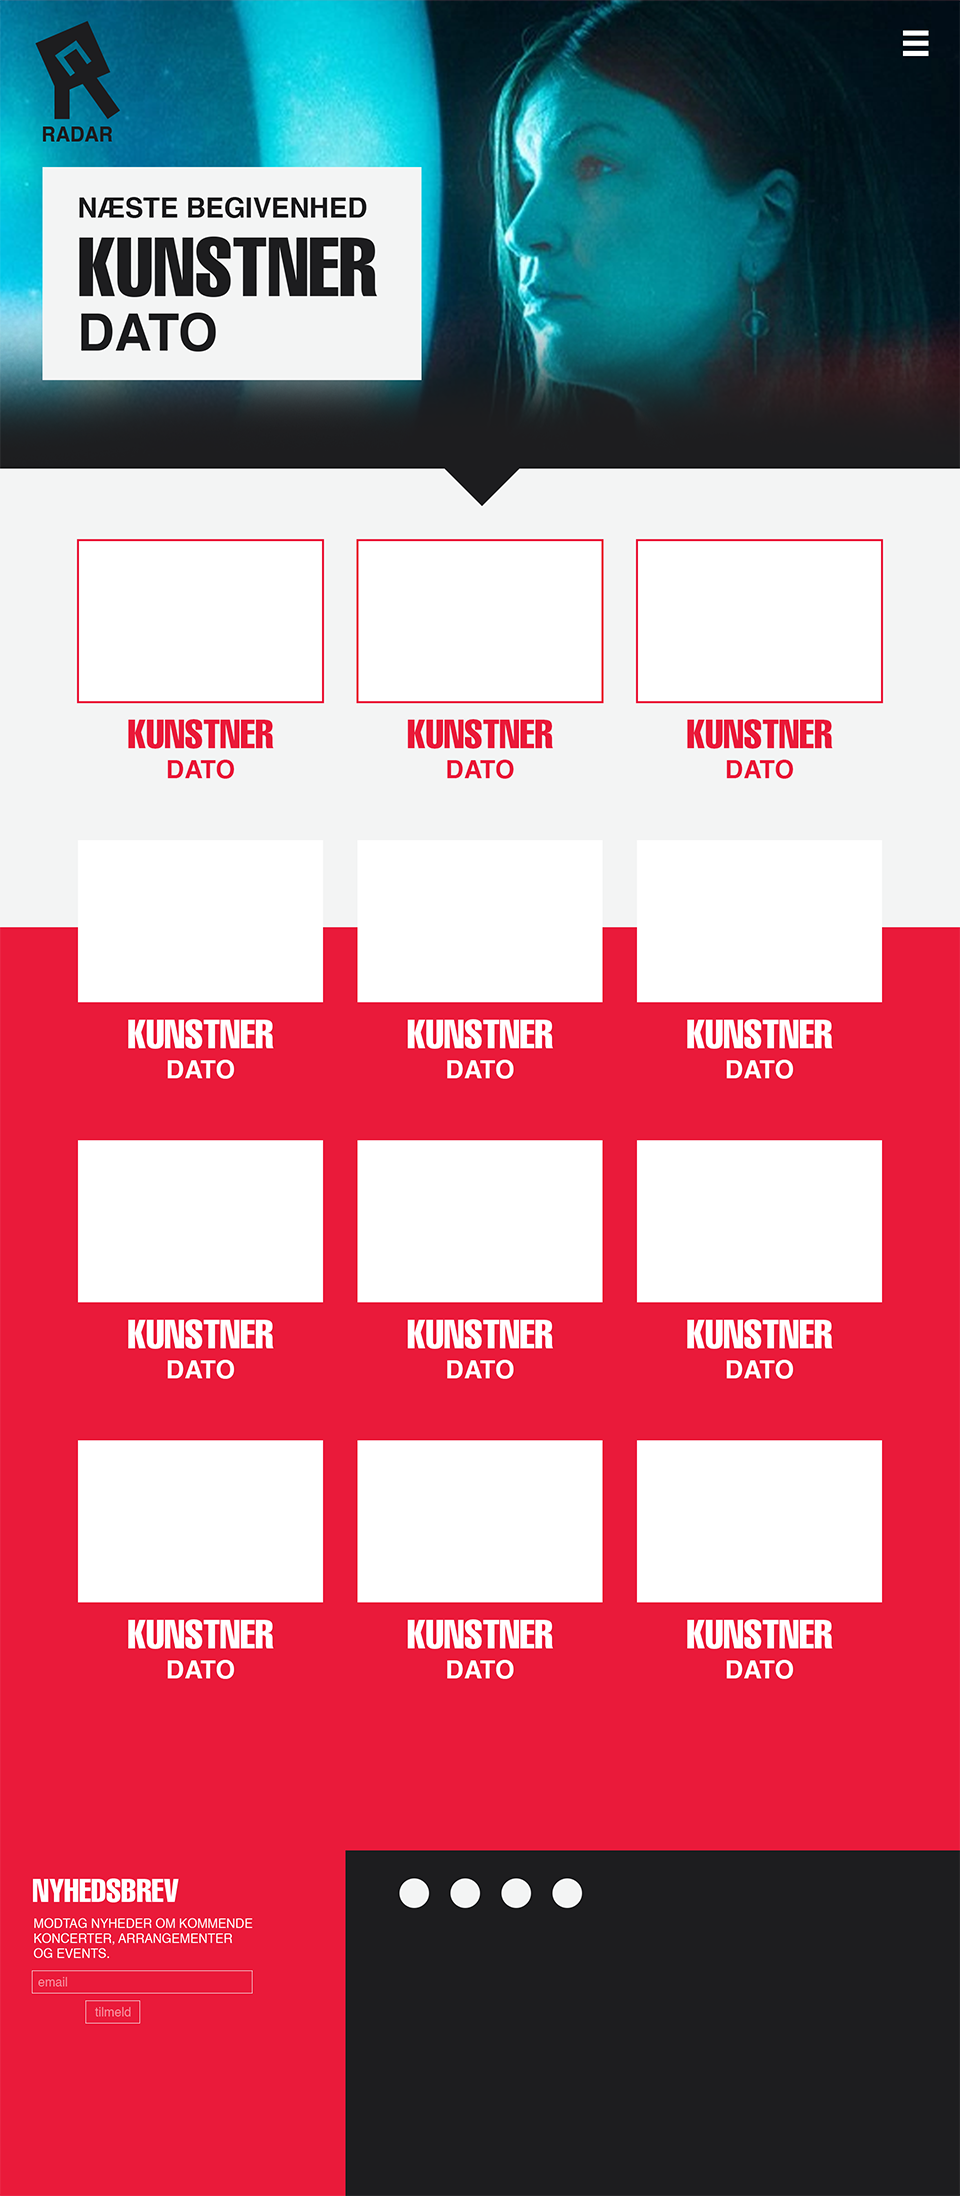 RADAR
NÆSTE BEGIVENHED
KUNSTNER
DATO
KUNSTNER
DATO
KUNSTNER
DATO
KUNSTNER
DATO
KUNSTNER
DATO
KUNSTNER
DATO
KUNSTNER
DATO
KUNSTNER
DATO
KUNSTNER
DATO
KUNSTNER
DATO
KUNSTNER
DATO
KUNSTNER
DATO
KUNSTNER
DATO
NYHEDSBREV
MODTAG NYHEDER OM KOMMENDE
KONCERTER, ARRANGEMENTER
OG EVENTS.
email
tilmeld